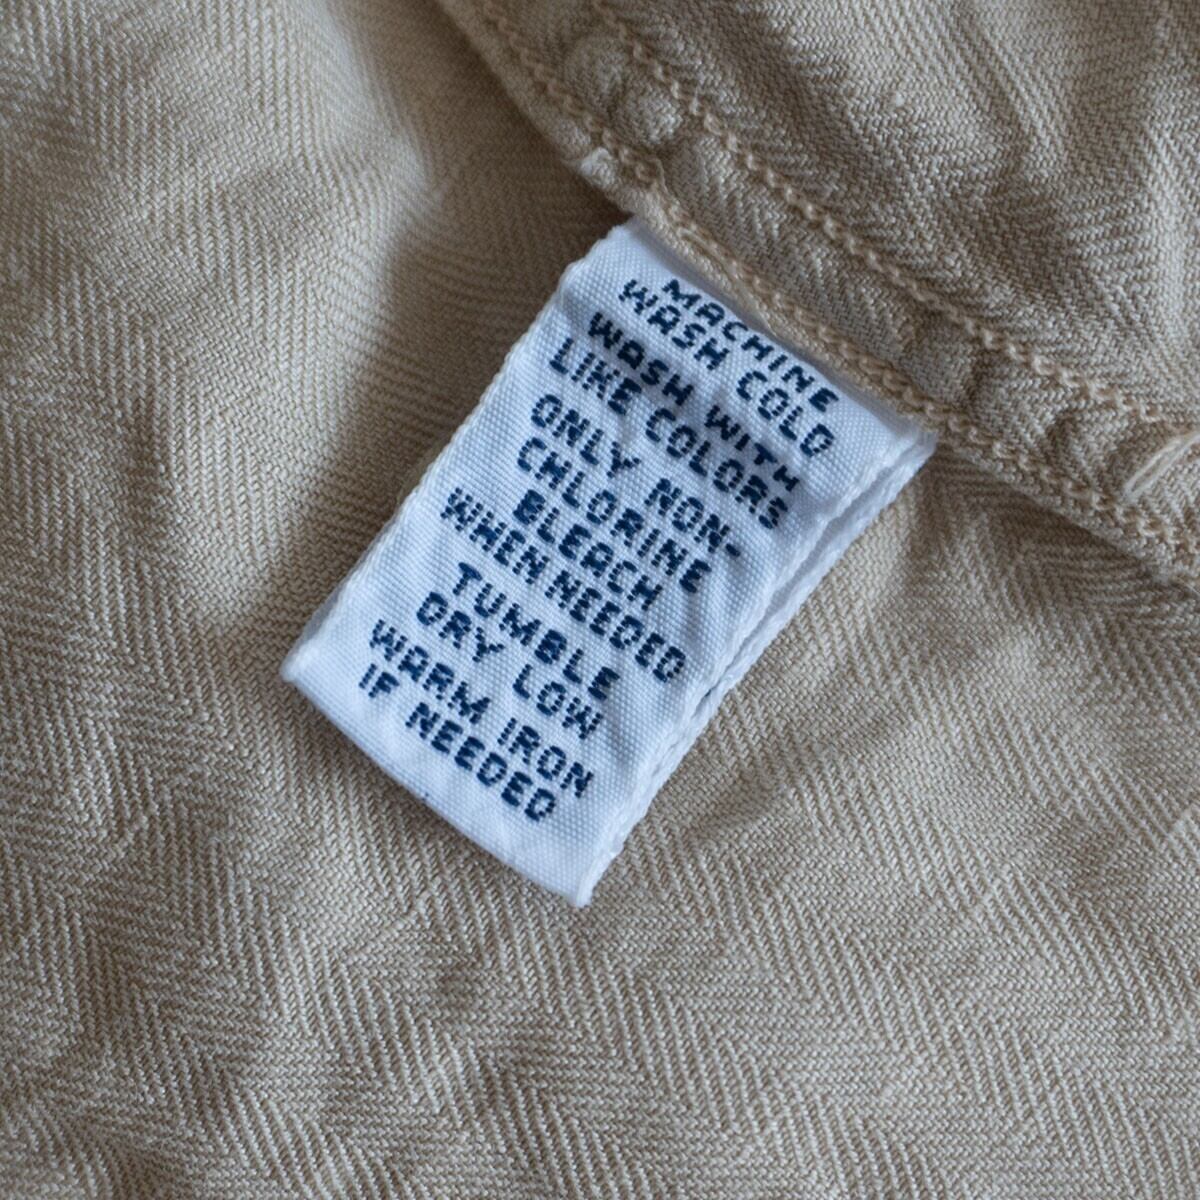 MACHINE
WASH COLD
WASH WITH
LIKE COLORS
ONLY NON-
CHLORINE
BLEACH
WHEN NEEDED
TUMBLE
DRY LOW
WARM IRON
IF NEEDED